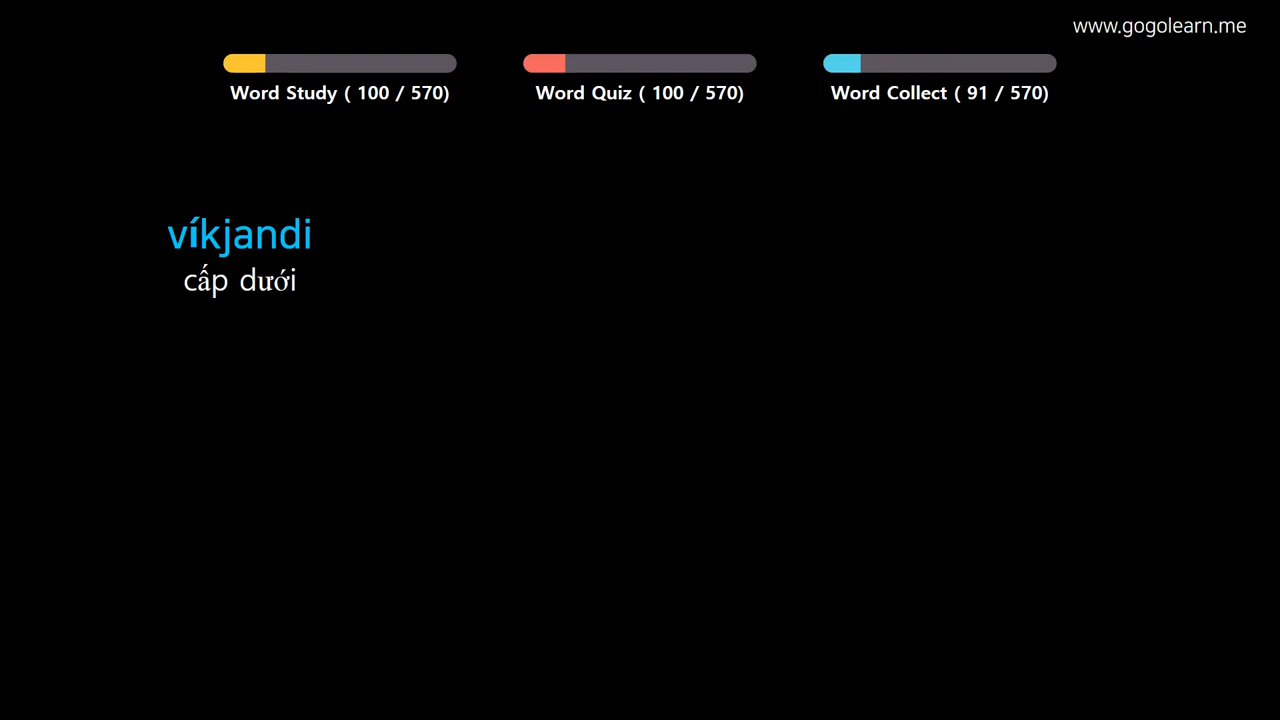 www.gogolearn.me
Word Study ( 100 / 570)
Word Quiz ( 100 / 570)
Word Collect ( 91 / 570)
víkjandi
cấp dưới